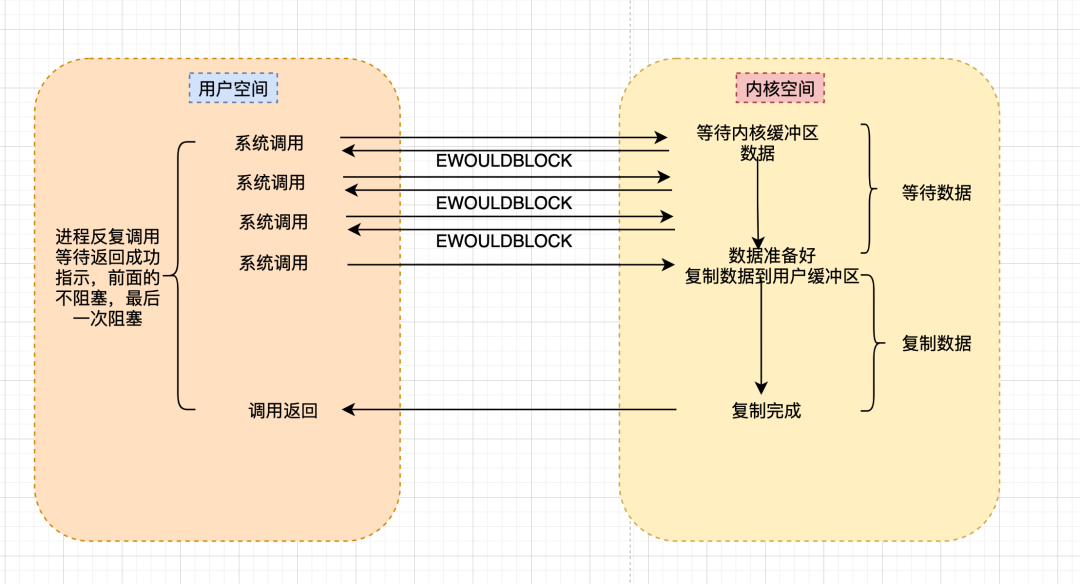 用户空间
内核空间
系统调用
等待内核缓冲区
数据
EWOULDBLOCK
系统调用
等待数据
EWOULDBLOCK
系统调用
EWOULDBLOCK
进程反复调用
等待返回成功
指示，前面的
不阻塞，最后
一次阻塞
系统调用
数据准备好
复制数据到用户缓冲区
复制数据
调用返回
复制完成